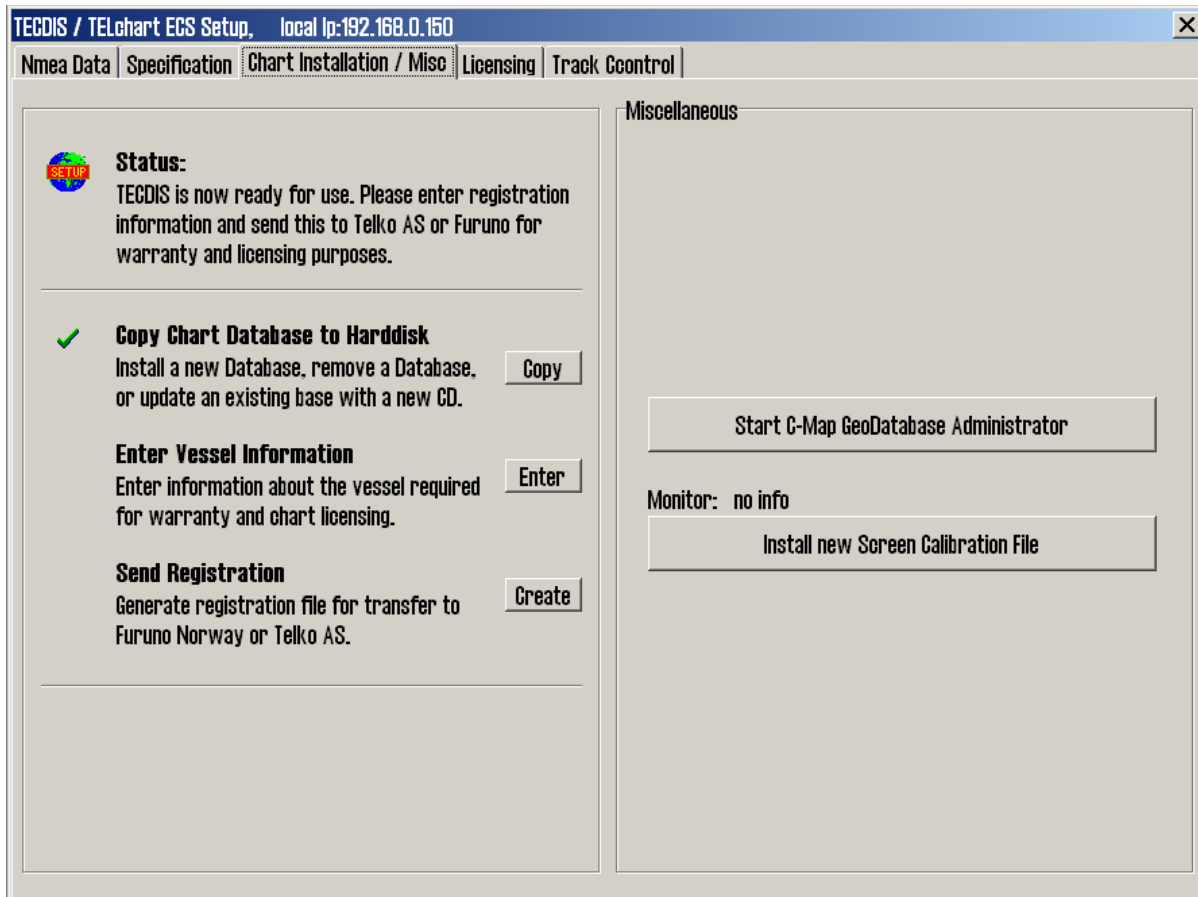 TECDIS / TELchart ECS Setup,    local Ip:192.168.0.150
Nmea Data Specification Chart Installation / Misc Licensing Track Ccontrol
SETUP
Status:
TECDIS is now ready for use. Please enter registration
information and send this to Telko AS or Furuno for
warranty and licensing purposes.
Copy Chart Database to Harddisk
Install a new Database, remove a Database,
or update an existing base with a new CD.
Copy
Enter Vessel Information
Enter information about the vessel required
for warranty and chart licensing.
Enter
Send Registration
Generate registration file for transfer to
Furuno Norway or Telko AS.
Create
Miscellaneous
Start C-Map GeoDatabase Administrator
Monitor:  no info
Install new Screen Calibration File